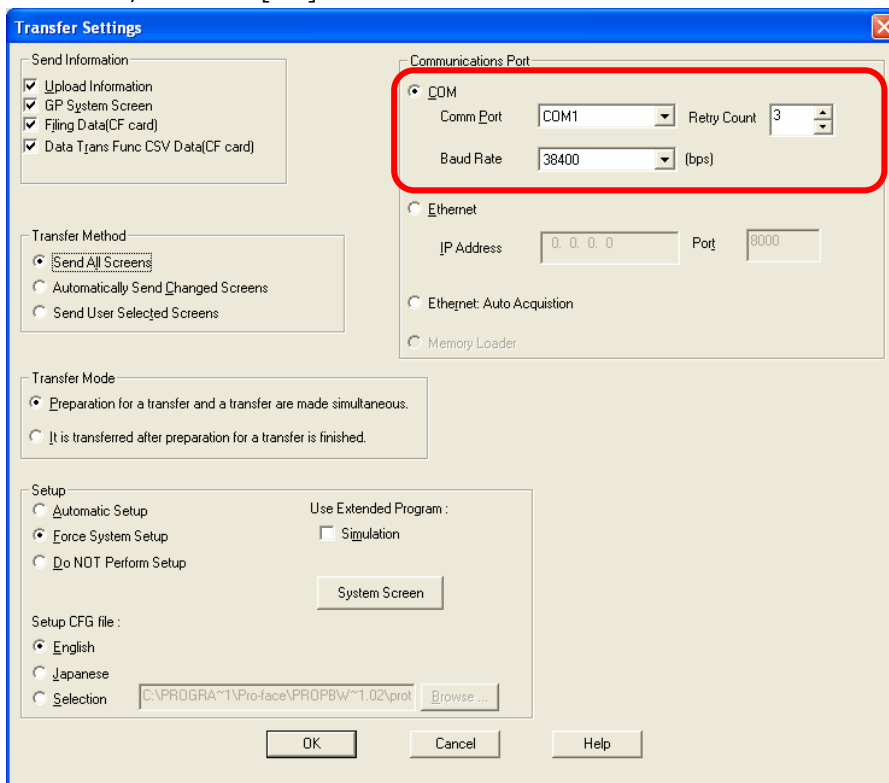 Transfer Settings
Send Information
Upload Information
GP System Screen
Filing Data(CF card)
Data Trans Func CSV Data(CF card)
Communications Port
COM
Comm Port COM1 Retry Count 3
Baud Rate 38400 (bps)
Ethernet
IP Address 0. 0. 0. 0 Port 8000
Ethernet: Auto Acquistion
Memory Loader
Transfer Method
Send All Screens
Automatically Send Changed Screens
Send User Selected Screens
Transfer Mode
Preparation for a transfer and a transfer are made simultaneous.
It is transferred after preparation for a transfer is finished.
Setup
Automatic Setup Use Extended Program :
Force System Setup Simulation
Do NOT Perform Setup
System Screen
Setup CFG file :
English
Japanese
Selection C:\PROGRA~1\Pro-face\PROPBW~1.02\prot Browse ...
OK Cancel Help